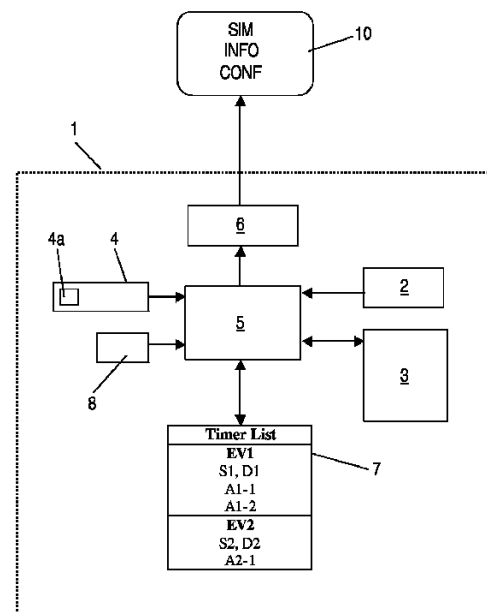 SIM
INFO
CONF
10
1
6
4a
4
2
5
3
8
Timer List
EV1
S1, D1
A1-1
A1-2
EV2
S2, D2
A2-1
7